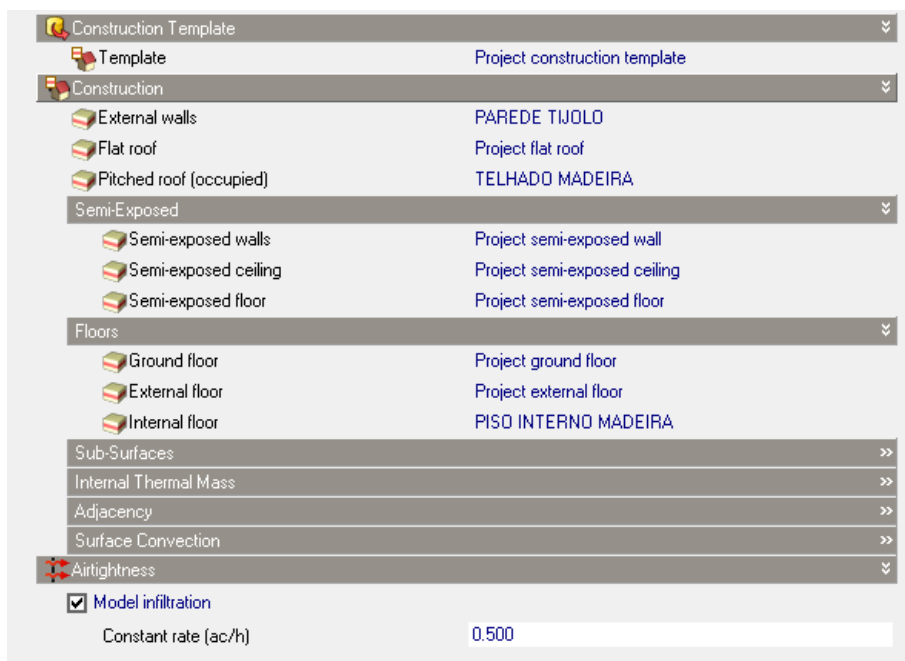 Construction Template
Template Project construction template
Construction
External walls PAREDE TIJOLO
Flat roof Project flat roof
Pitched roof (occupied) TELHADO MADEIRA
Semi-Exposed
Semi-exposed walls Project semi-exposed wall
Semi-exposed ceiling Project semi-exposed ceiling
Semi-exposed floor Project semi-exposed floor
Floors
Ground floor Project ground floor
External floor Project external floor
Internal floor PISO INTERNO MADEIRA
Sub-Surfaces
Internal Thermal Mass
Adjacency
Surface Convection
Airtightness
Model infiltration
Constant rate (ac/h) 0.500